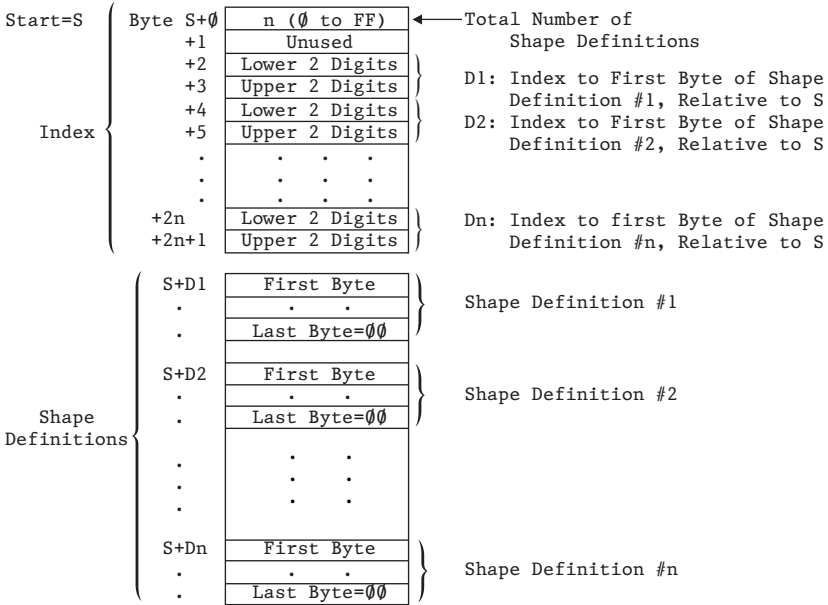 Start=S Byte S+Ø n (Ø to FF) Total Number of
+1 Unused Shape Definitions
+2 Lower 2 Digits D1: Index to First Byte of Shape
+3 Upper 2 Digits Definition #1, Relative to S
+4 Lower 2 Digits D2: Index to First Byte of Shape
Index +5 Upper 2 Digits Definition #2, Relative to S
. . . .
. . . .
. . . .
+2n Lower 2 Digits Dn: Index to first Byte of Shape
+2n+1 Upper 2 Digits Definition #n, Relative to S
S+D1 First Byte
. . . Shape Definition #1
. Last Byte=ØØ
S+D2 First Byte
. . . Shape Definition #2
Shape . Last Byte=ØØ
Definitions
. . .
. . .
. . .
S+Dn First Byte
. . . Shape Definition #n
. Last Byte=ØØ